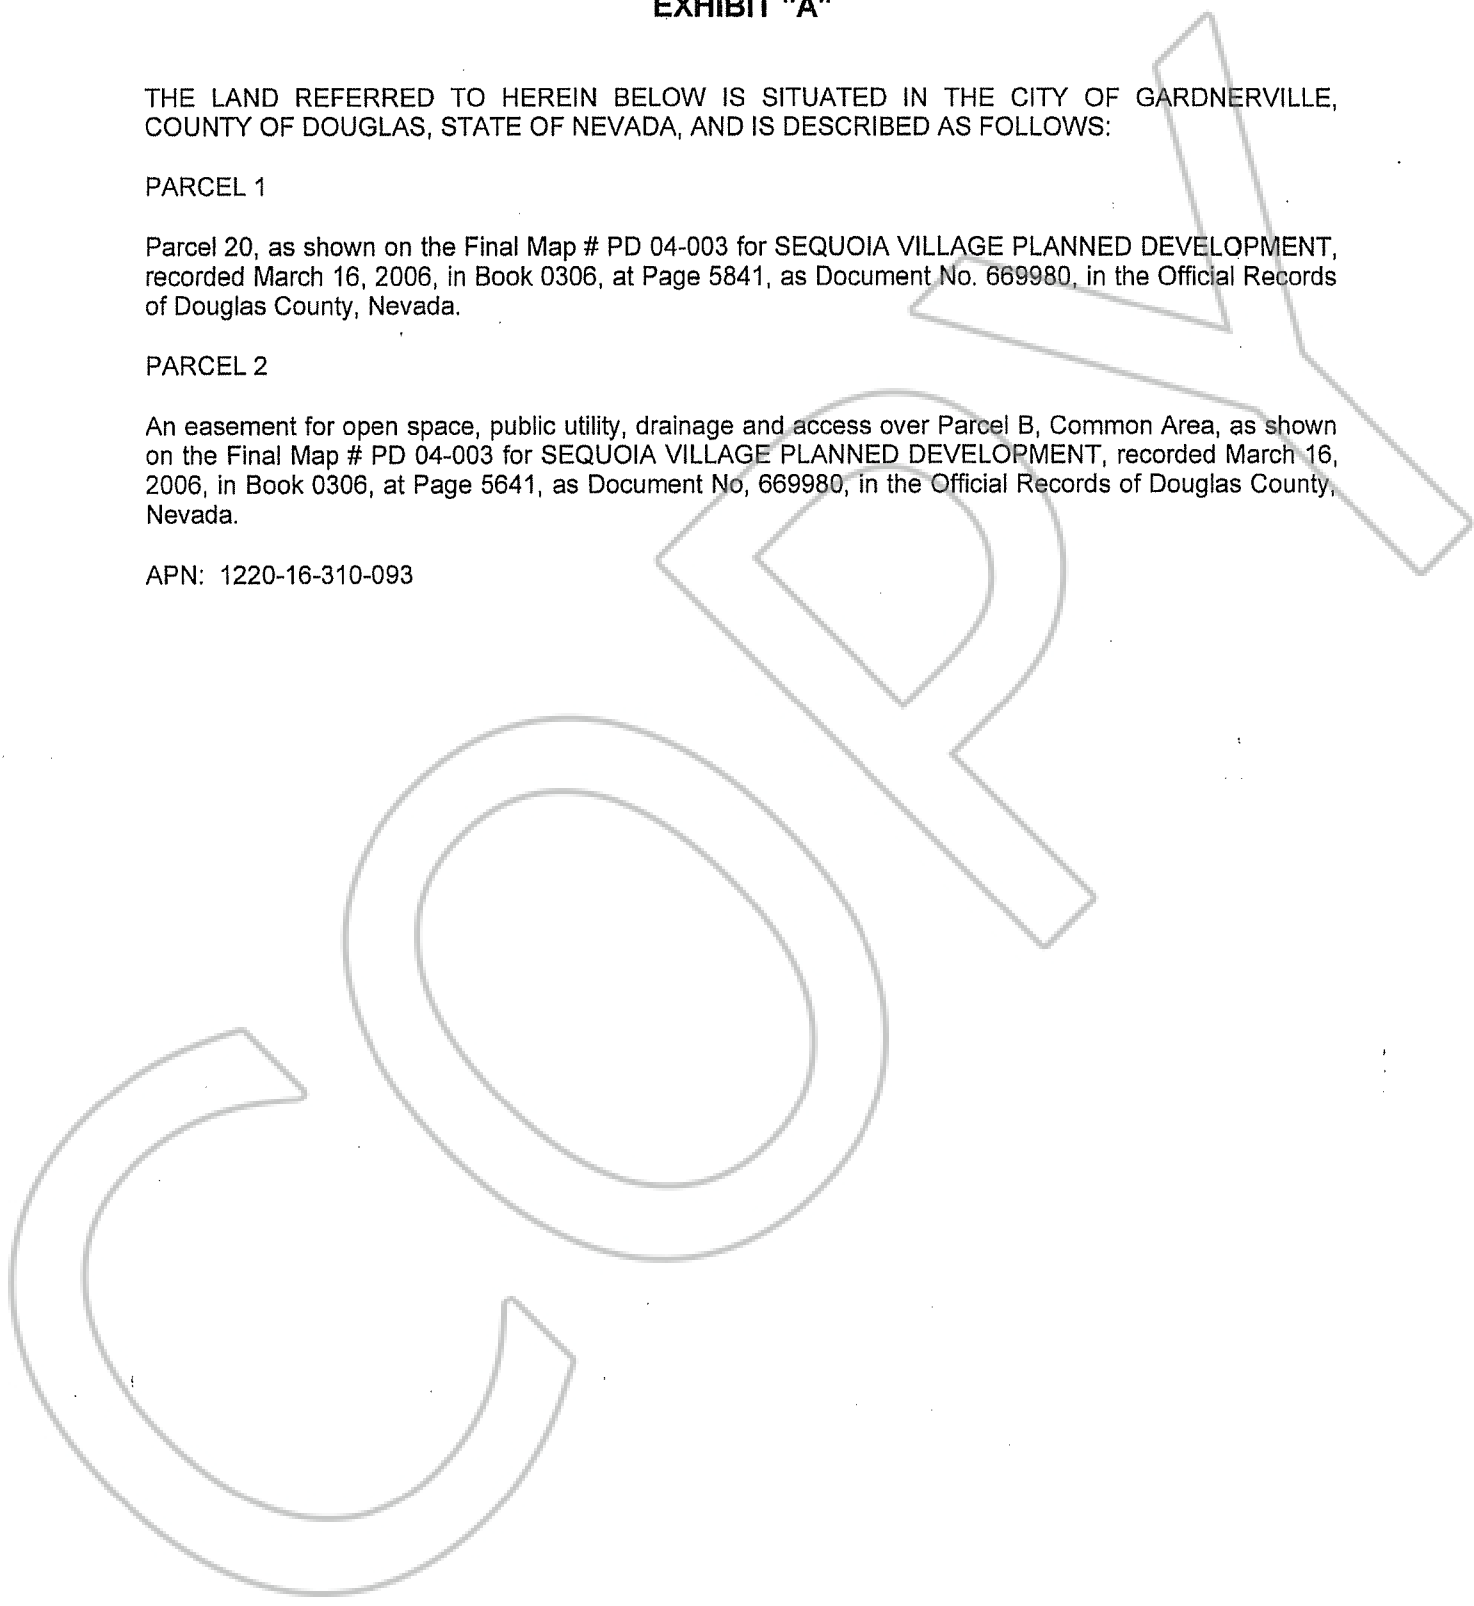 EXHIBIT "A"
THE LAND REFERRED TO HEREIN BELOW IS SITUATED IN THE CITY OF GARDNERVILLE,
COUNTY OF DOUGLAS, STATE OF NEVADA, AND IS DESCRIBED AS FOLLOWS:
PARCEL 1
Parcel 20, as shown on the Final Map # PD 04-003 for SEQUOIA VILLAGE PLANNED DEVELOPMENT,
recorded March 16, 2006, in Book 0306, at Page 5841, as Document No. 669980, in the Official Records
of Douglas County, Nevada.
PARCEL 2
An easement for open space, public utility, drainage and access over Parcel B, Common Area, as shown
on the Final Map # PD 04-003 for SEQUOIA VILLAGE PLANNED DEVELOPMENT, recorded March 16,
2006, in Book 0306, at Page 5641, as Document No, 669980, in the Official Records of Douglas County,
Nevada.
APN: 1220-16-310-093
COPY